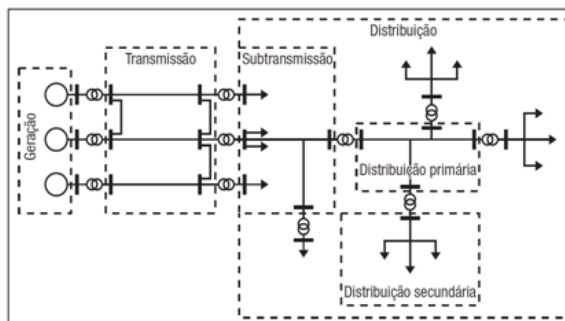 Distribuição
Transmissão
Subtransmissão
Geração
Distribuição primária
Distribuição secundária